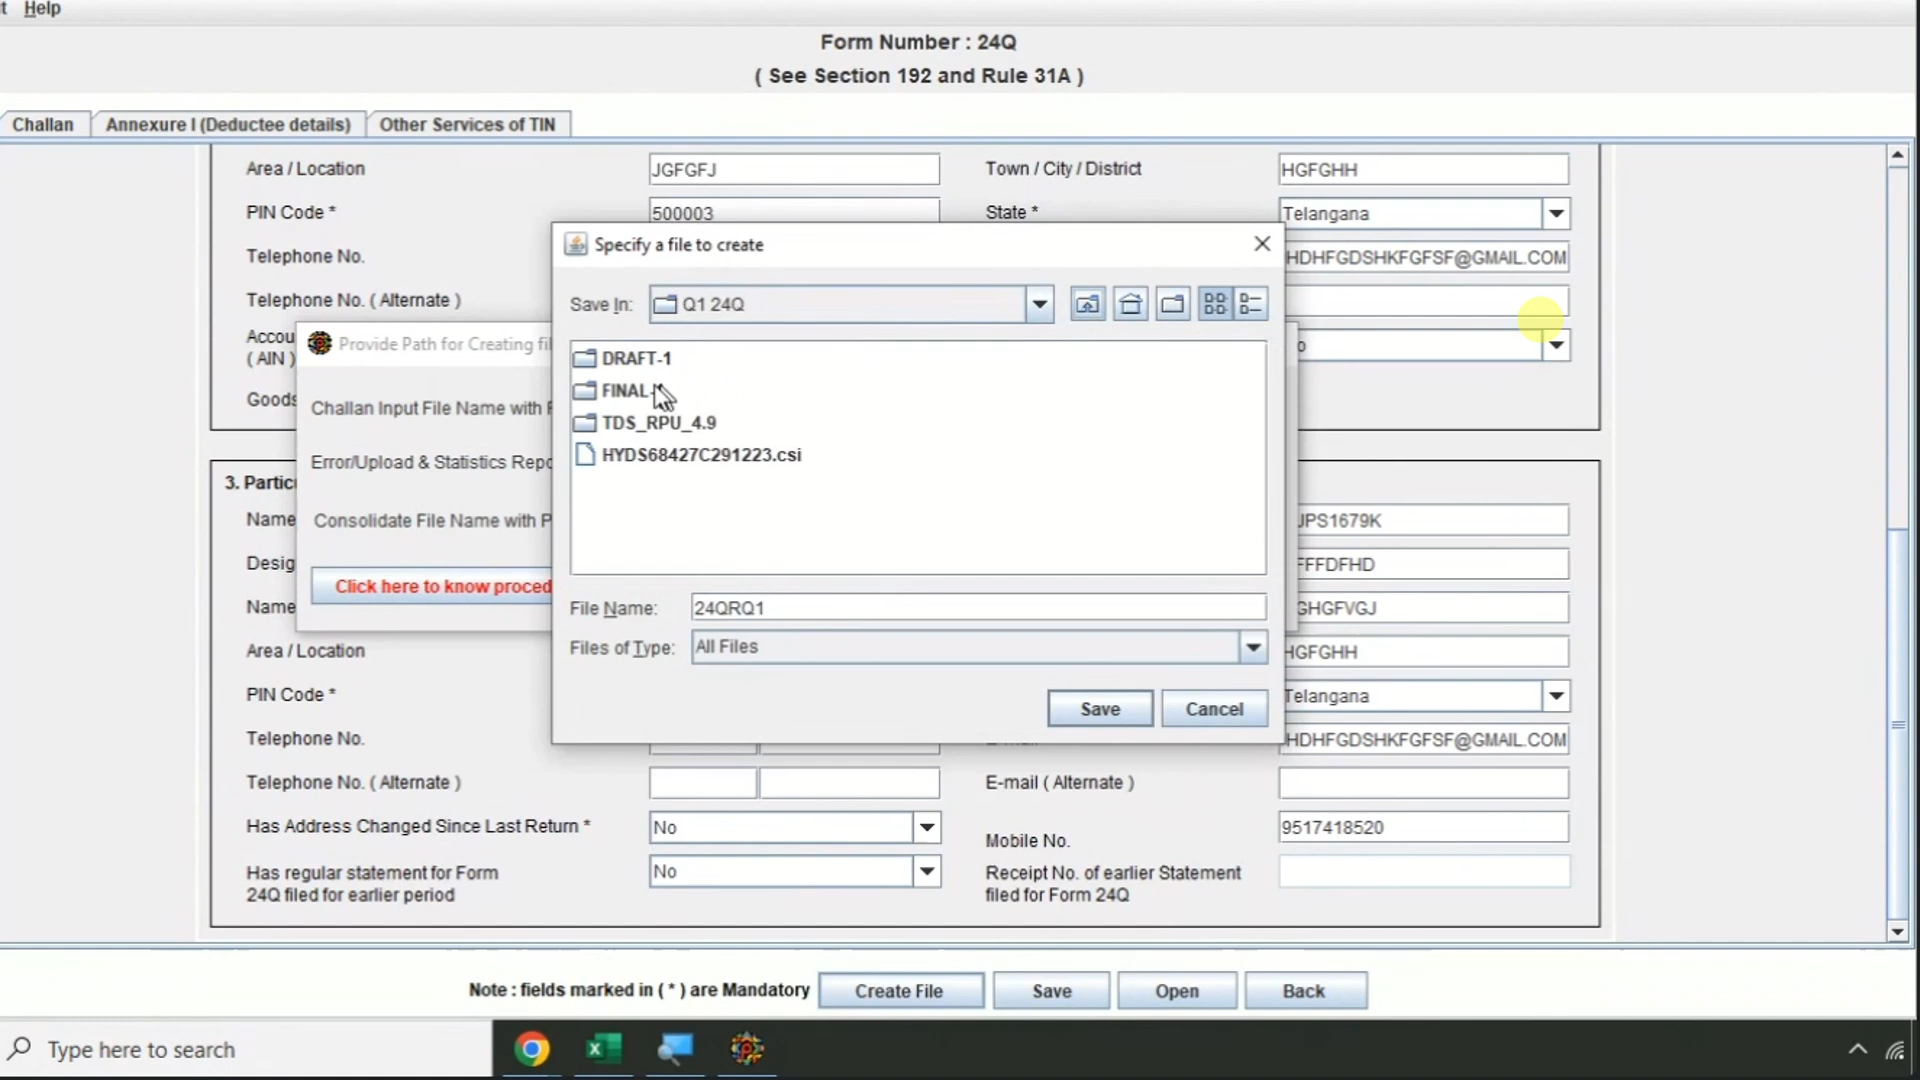 Help
Form Number : 24Q
( See Section 192 and Rule 31A )
Challan Annexure I (Deductee details) Other Services of TIN
Area / Location JGFGFJ Town / City / District HGFGHH
PIN Code * 500003 State * Telangana
Telephone No. HDHFGDSHKFGFSF@GMAIL.COM
Telephone No. ( Alternate )
( AIN )
Provide Path for Creating
Challan Input File Name with
Error/Upload & Statistics
Consolidate File Name with
Click here to know
Specify a file to create
Save In: Q1 24Q
DRAFT-1
FINAL-
TDS_RPU_4.9
HYDS68427C291223.csi
File Name: 24QRQ1
Files of Type: All Files
Save Cancel
3.
Name JPS1679K
FFFDFHD
Name GHGFVGJ
Area / Location HGFGHH
PIN Code * Telangana
Telephone No. HDHFGDSHKFGFSF@GMAIL.COM
Telephone No. ( Alternate ) E-mail ( Alternate )
Has Address Changed Since Last Return * No Mobile No. 9517418520
Has regular statement for Form No Receipt No. of earlier Statement
24Q filed for earlier period filed for Form 24Q
Note : fields marked in ( * ) are Mandatory Create File Save Open Back
Type here to search